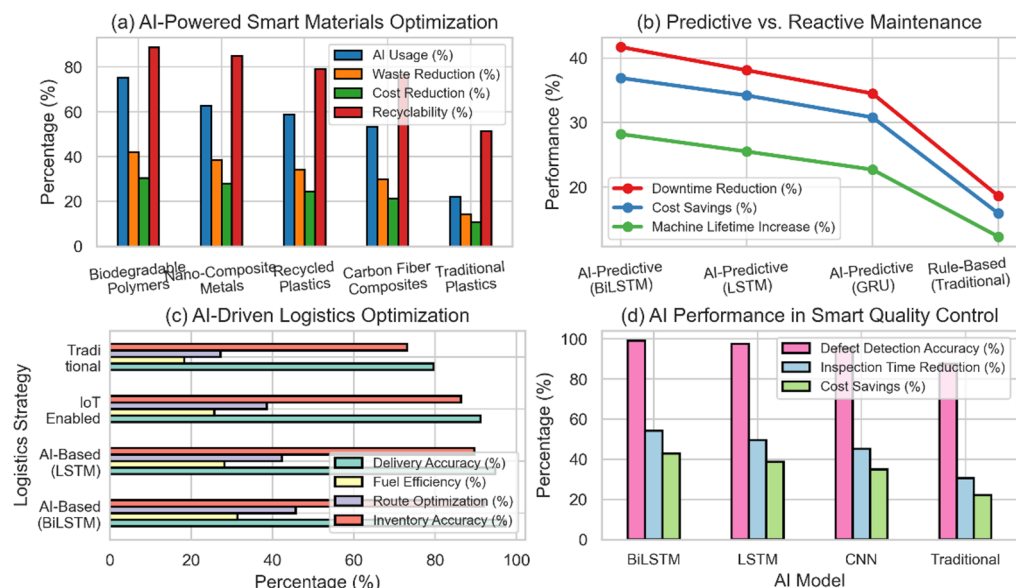 (a) AI-Powered Smart Materials Optimization
Percentage (%)
80
60
40
20
0
AI Usage (%)
Waste Reduction (%)
Cost Reduction (%)
Recyclability (%)
Biodegradable
Polymers
Nano-Composite
Metals
Recycled
Plastics
Carbon Fiber
Composites
Traditional
Plastics
(b) Predictive vs. Reactive Maintenance
Performance (%)
40
30
20
Downtime Reduction (%)
Cost Savings (%)
Machine Lifetime Increase (%)
AI-Predictive
(BiLSTM)
AI-Predictive
(LSTM)
AI-Predictive
(GRU)
Rule-Based
(Traditional)
(c) AI-Driven Logistics Optimization
Logistics Strategy
Tradi
tional
IoT
Enabled
AI-Based
(LSTM)
AI-Based
(BiLSTM)
Delivery Accuracy (%)
Fuel Efficiency (%)
Route Optimization (%)
Inventory Accuracy (%)
0
20
40
60
80
100
Percentage (%)
(d) AI Performance in Smart Quality Control
Percentage (%)
100
80
60
40
20
0
Defect Detection Accuracy (%)
Inspection Time Reduction (%)
Cost Savings (%)
BiLSTM
LSTM
CNN
Traditional
AI Model